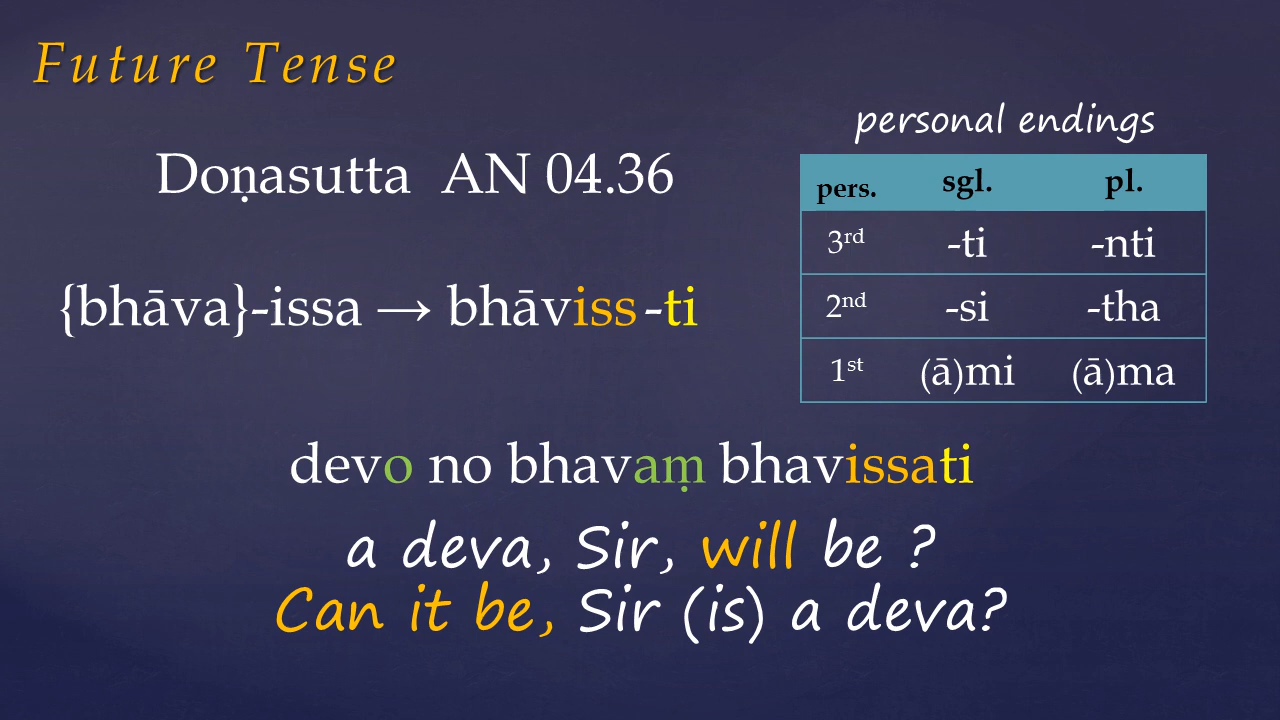 Future Tense
personal endings
Doṇasutta AN 04.36
pers. sgl. pl.
3rd -ti -nti
2nd -si -tha
1st (ā)mi (ā)ma
{bhāva}-issa → bhāviss-ti
devo no bhavaṃ bhavissati
a deva, Sir, will be ?
Can it be, Sir (is) a deva?